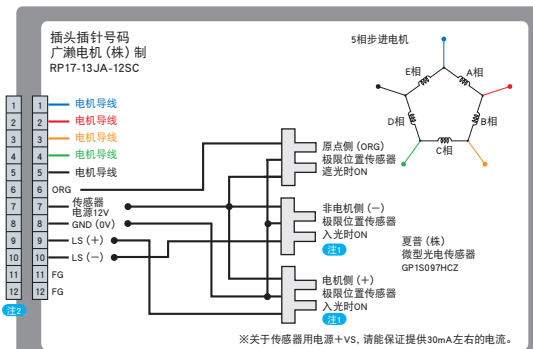 插头插针号码
广濑电机（株）制
RP17-13JA-12SC
5相步进电机
E相
A相
D相
B相
C相
1 1 电机导线
2 2 电机导线
3 3 电机导线
4 4 电机导线
5 5 电机导线
6 6 ORG
7 7 传感器
电源12V
8 8 GND（0V）
9 9 LS（+）
10 10 LS（—）
11 11 FG
12 12 FG
注2
原点侧（ORG）
极限位置传感器
遮光时ON
非电机侧（—）
极限位置传感器
入光时ON
注1
电机侧（+）
极限位置传感器
入光时ON
注1
夏普（株）
微型光电传感器
GP1S097HCZ
※关于传感器用电源＋VS，请能保证提供30mA左右的电流。